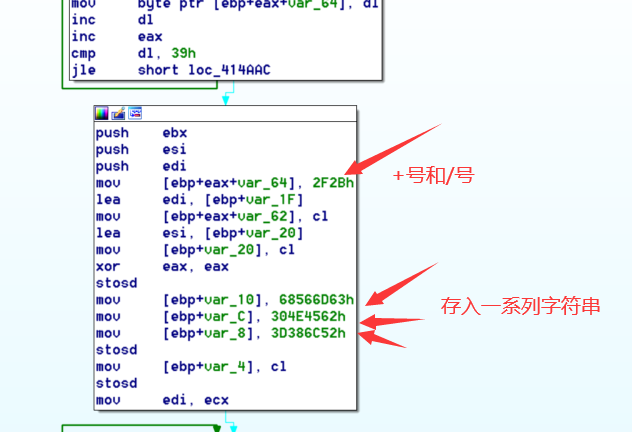 mov     byte ptr [ebp+eax+var_64], dl
inc     dl
inc     eax
cmp     dl, 39h
jle     short loc_414AAC
push    ebx
push    esi
push    edi
mov     [ebp+eax+var_64], 2F2Bh
lea     edi, [ebp+var_1F]
mov     [ebp+eax+var_62], cl
lea     esi, [ebp+var_20]
mov     [ebp+var_20], cl
xor     eax, eax
stosd
mov     [ebp+var_10], 68566D63h
mov     [ebp+var_C], 304E4562h
mov     [ebp+var_8], 3D386C52h
stosd
mov     [ebp+var_4], cl
stosd
mov     edi, ecx
+号和/号
存入一系列字符串